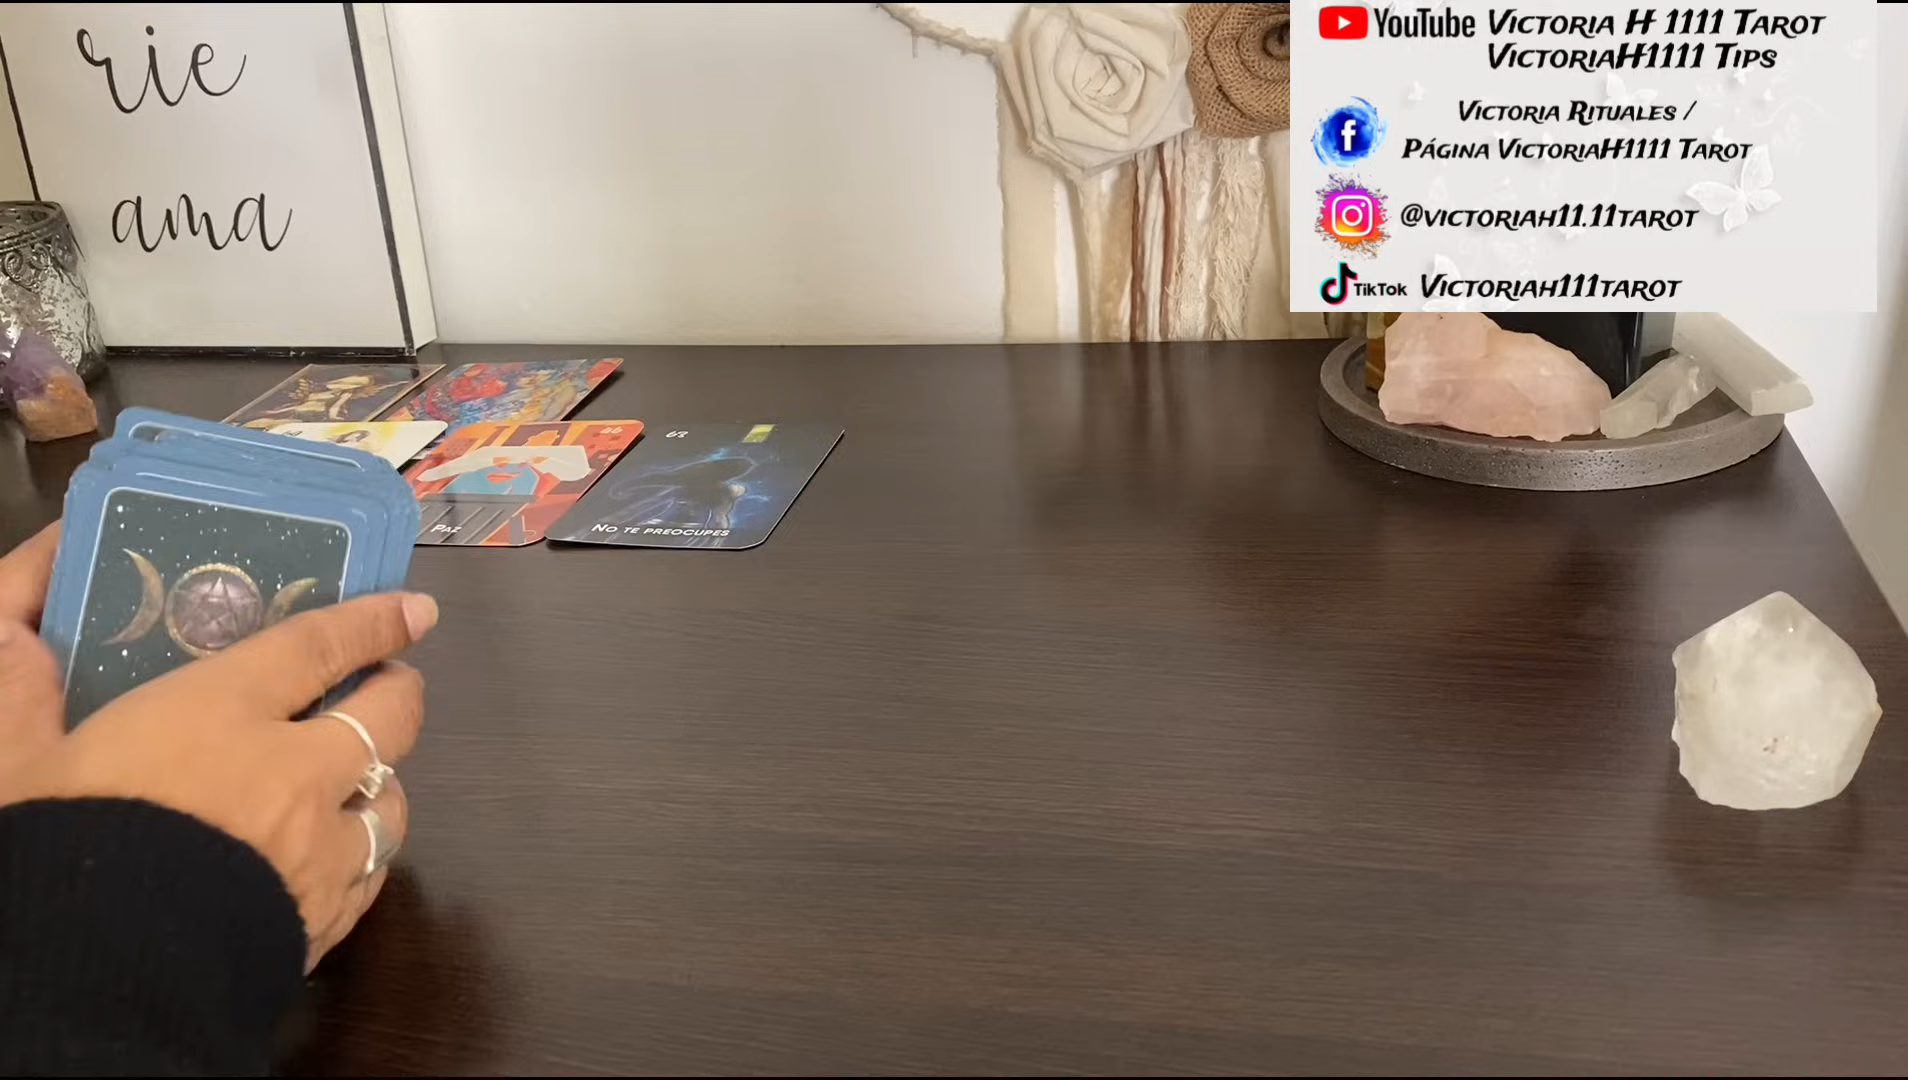 rie
ama
YouTube Victoria H 1111 Tarot
VictoriaH1111 Tips
Victoria Rituales /
Página VictoriaH1111 Tarot
@victoriah11.11tarot
TikTok Victoriah111tarot
Paz
No te preocupes